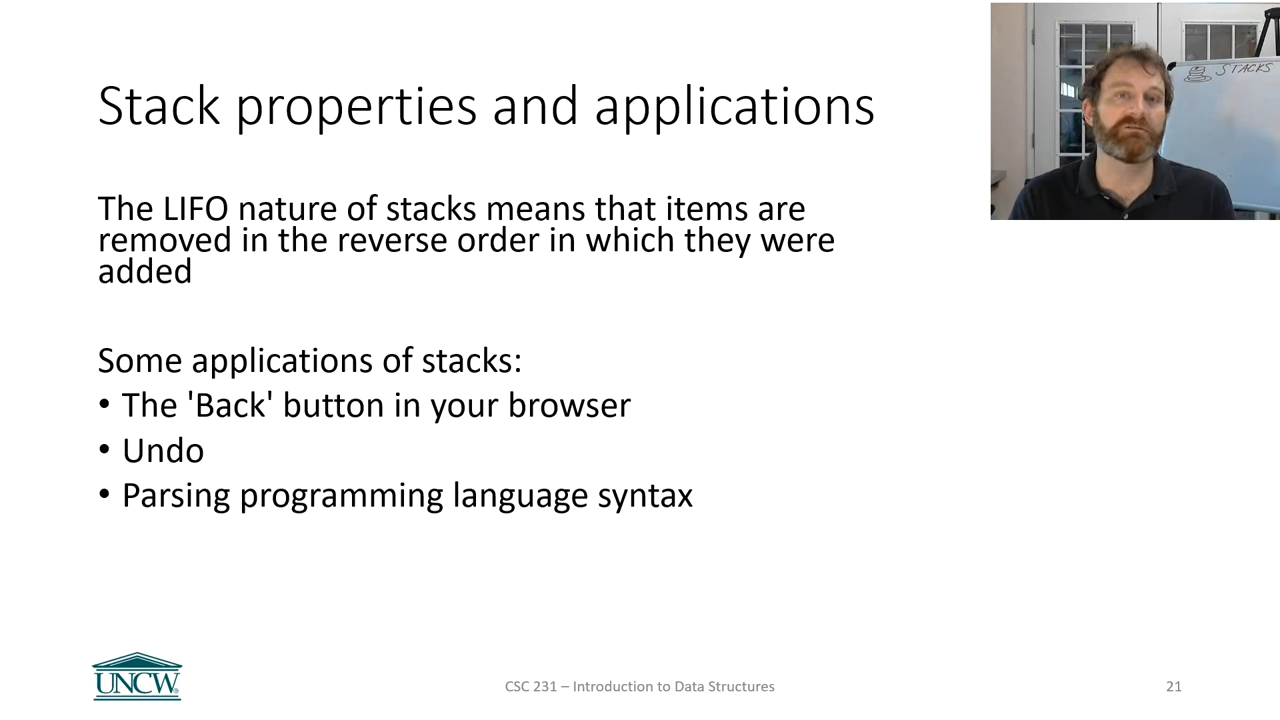 Stack properties and applications
STACKS
The LIFO nature of stacks means that items are
removed in the reverse order in which they were
added
Some applications of stacks:
• The 'Back' button in your browser
• Undo
• Parsing programming language syntax
UNCW
CSC 231 – Introduction to Data Structures
21